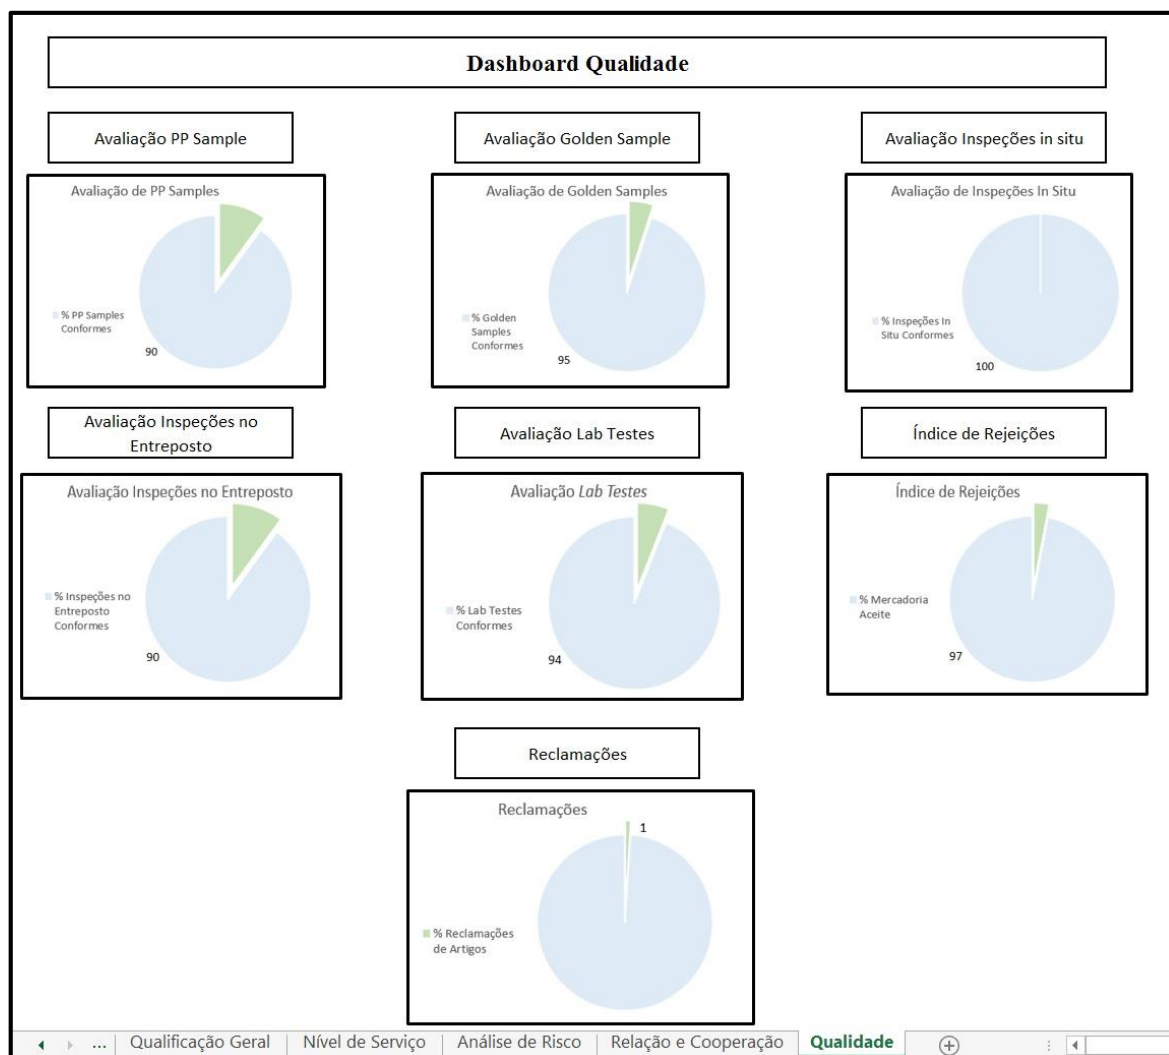 Dashboard Qualidade
Avaliação PP Sample
Avaliação Golden Sample
Avaliação Inspeções in situ
Avaliação de PP Samples
% PP Samples
Conformes
90
Avaliação de Golden Samples
% Golden
Samples
Conformes
95
Avaliação de Inspeções In Situ
% Inspeções In
Situ Conformes
100
Avaliação Inspeções no
Entreposto
Avaliação Lab Testes
Índice de Rejeições
Avaliação Inspeções no Entreposto
% Inspeções no
Entreposto
Conformes
90
Avaliação Lab Testes
% Lab Testes
Conformes
94
Índice de Rejeições
% Mercadoria
Aceite
97
Reclamações
Reclamações
1
% Reclamações
de Artigos
... Qualificação Geral Nível de Serviço Análise de Risco Relação e Cooperação Qualidade